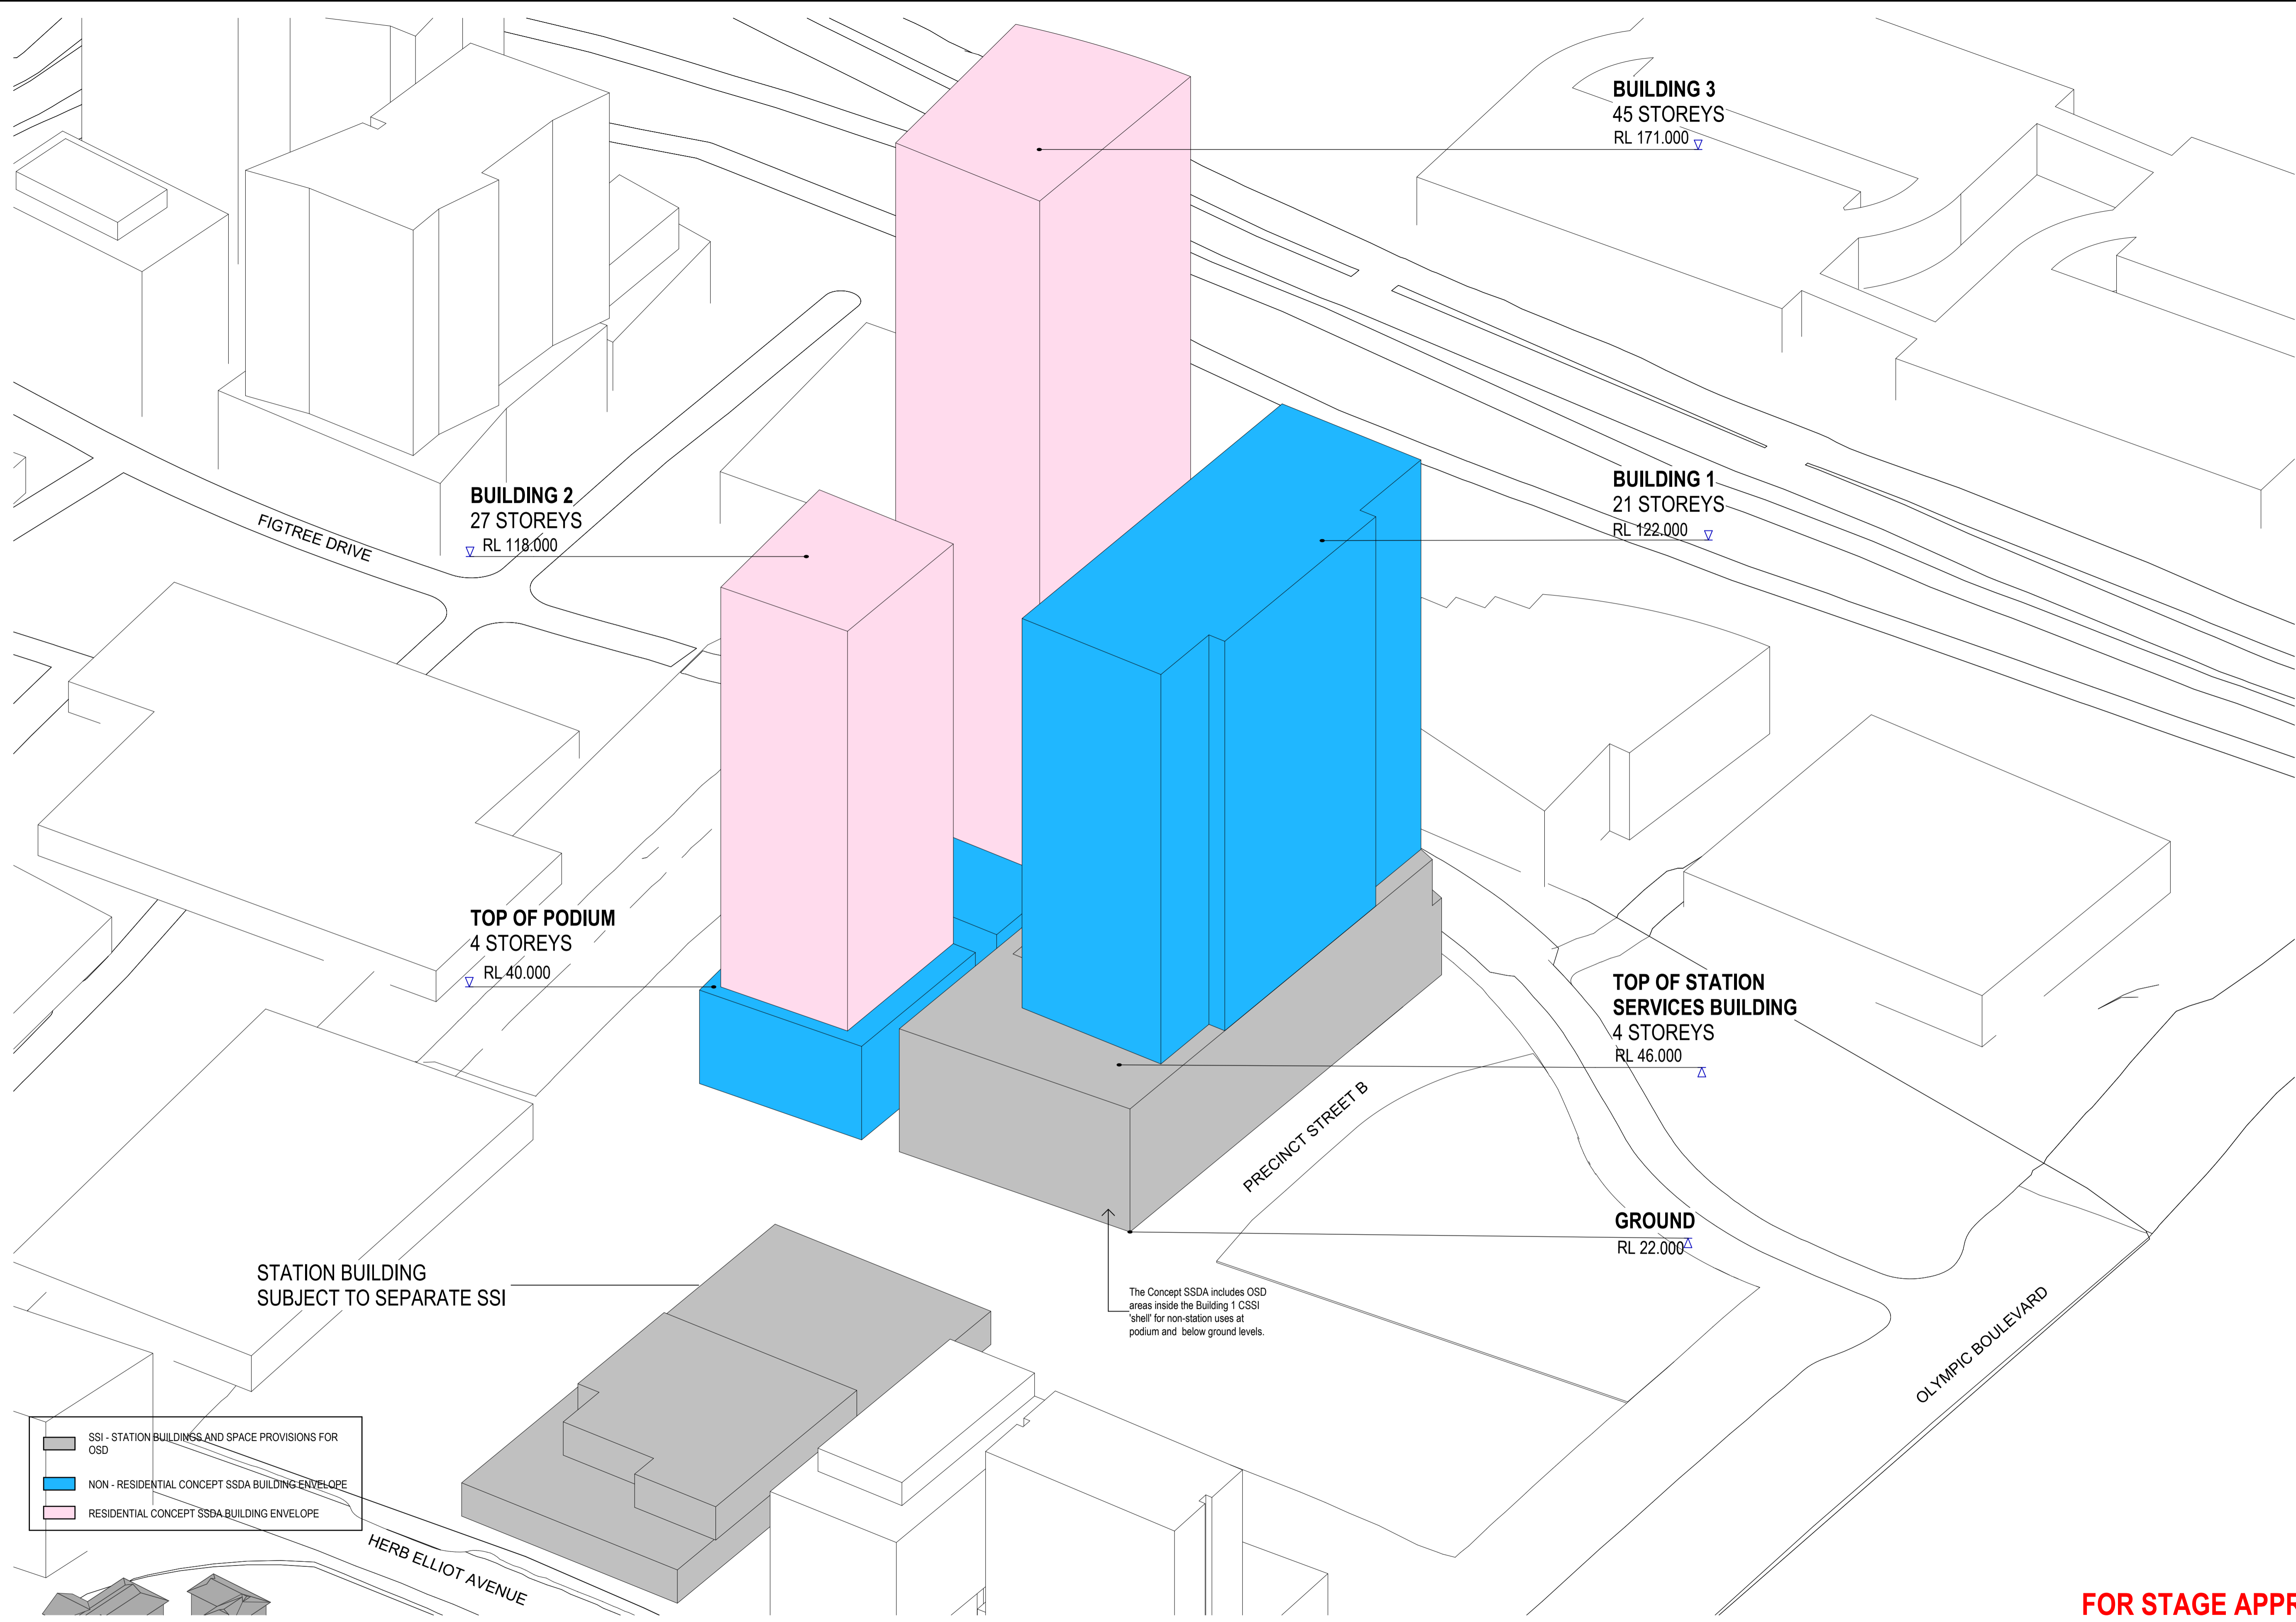 BUILDING 3
45 STOREYS
RL 171.000
BUILDING 1
21 STOREYS
RL 122.000
BUILDING 2
27 STOREYS
RL 118.000
FIGTREE DRIVE
TOP OF PODIUM
4 STOREYS
RL 40.000
TOP OF STATION
SERVICES BUILDING
4 STOREYS
RL 46.000
PRECINCT STREET B
GROUND
RL 22.000
STATION BUILDING
SUBJECT TO SEPARATE SSI
The Concept SSDA includes OSD
areas inside the Building 1 CSSI
'shell' for non-station uses at
podium and below ground levels.
OLYMPIC BOULEVARD
SSI - STATION BUILDINGS AND SPACE PROVISIONS FOR
OSD
NON - RESIDENTIAL CONCEPT SSDA BUILDING ENVELOPE
RESIDENTIAL CONCEPT SSDA BUILDING ENVELOPE
HERB ELLIOT AVENUE
FOR STAGE APPR